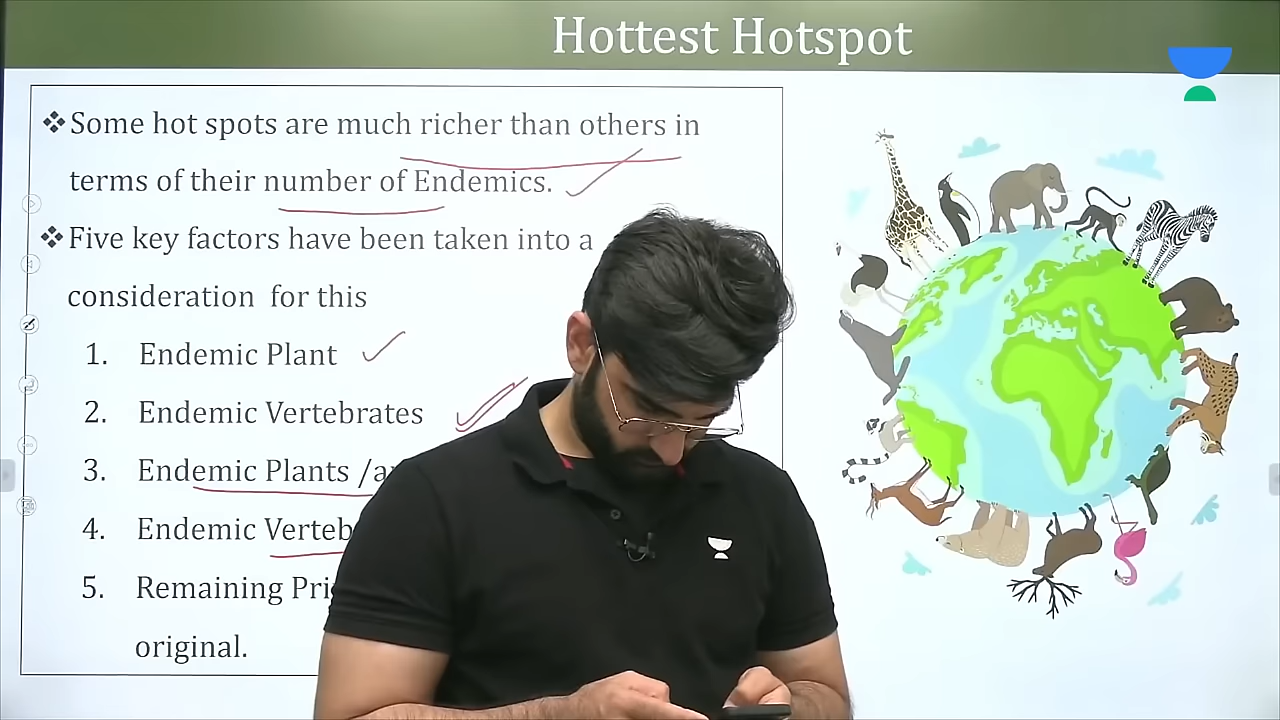 Hottest Hotspot
❖Some hot spots are much richer than others in
terms of their number of Endemics.
❖Five key factors have been taken into a
consideration for this
1. Endemic Plant
2. Endemic Vertebrates
3. Endemic Plants /a
4. Endemic Verteb
5. Remaining Pri
original.